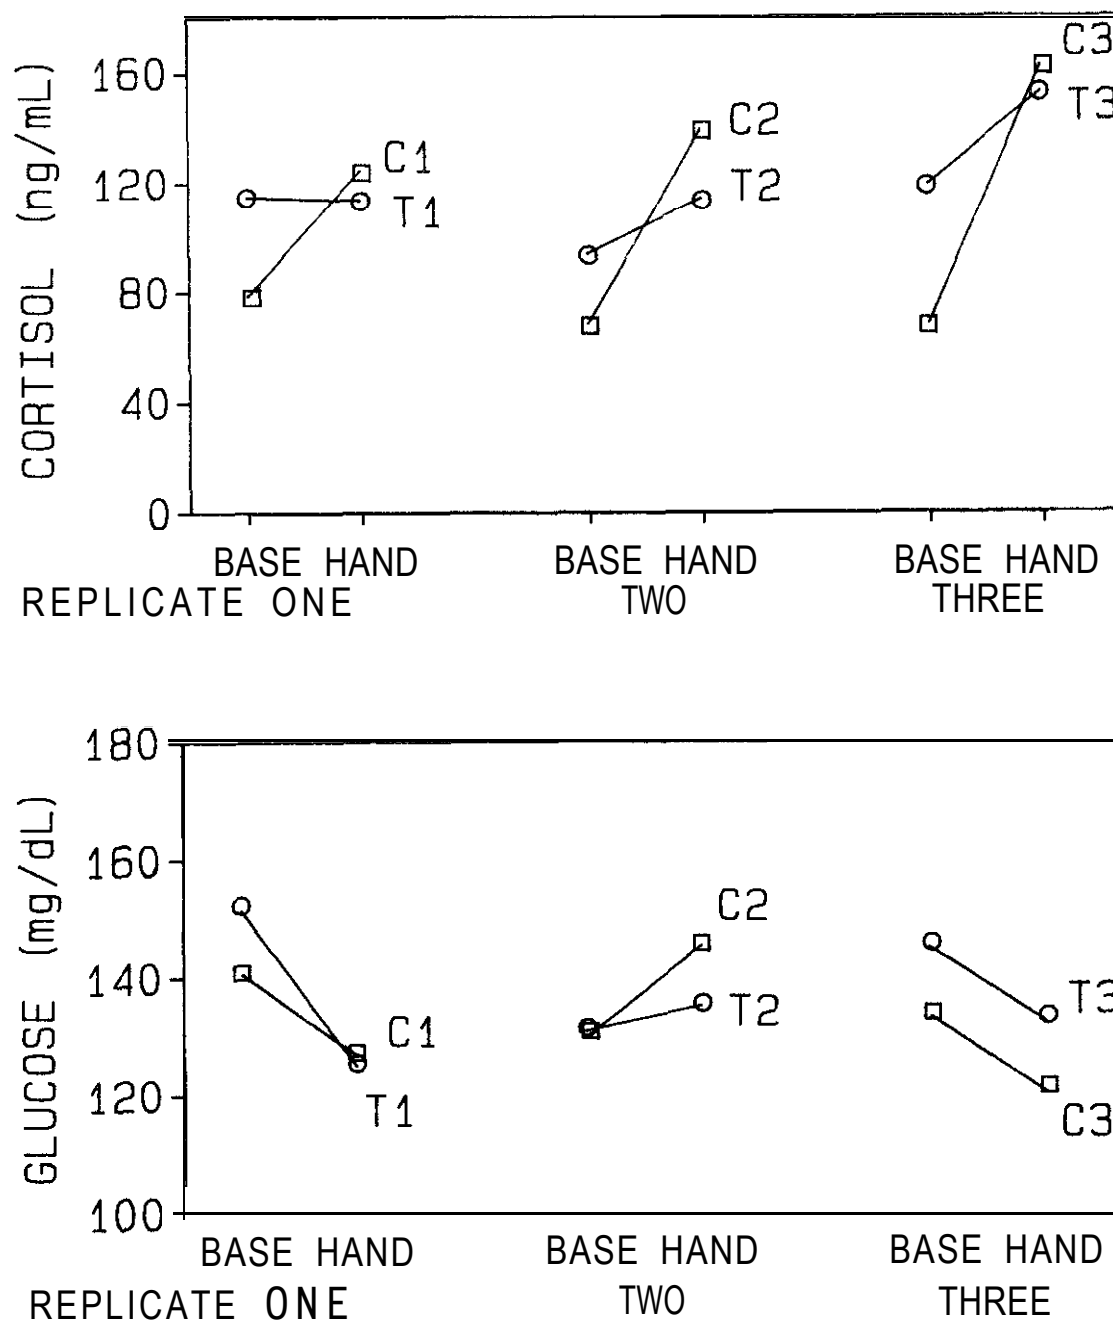 CORTISOL (ng/mL)
160
120
80
40
0
C1
T1
C2
T2
C3
T3
BASE HAND BASE HAND BASE HAND
REPLICATE ONE TWO THREE
GLUCOSE (mg/dL)
180
160
140
120
100
C1
T1
C2
T2
T3
C3
BASE HAND BASE HAND BASE HAND
REPLICATE ONE TWO THREE